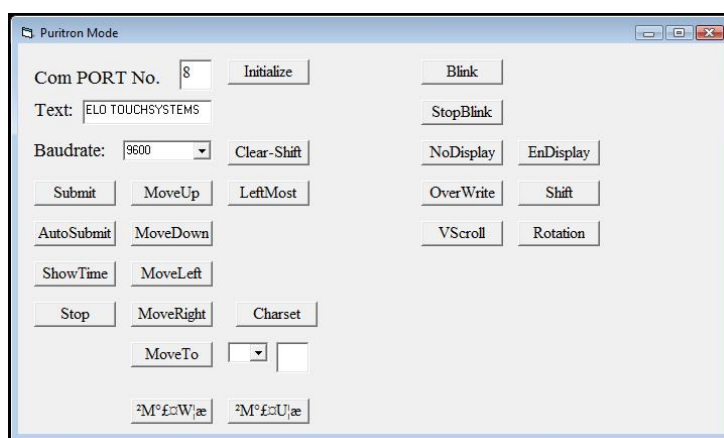 Puritron Mode
Com PORT No. 8 Initialize Blink
Text: ELO TOUCHSYSTEMS StopBlink
Baudrate: 9600 Clear-Shift NoDisplay EnDisplay
Submit MoveUp LeftMost OverWrite Shift
AutoSubmit MoveDown VScroll Rotation
ShowTime MoveLeft
Stop MoveRight Charset
MoveTo
²M°£¤W¦æ ²M°£¤U¦æ